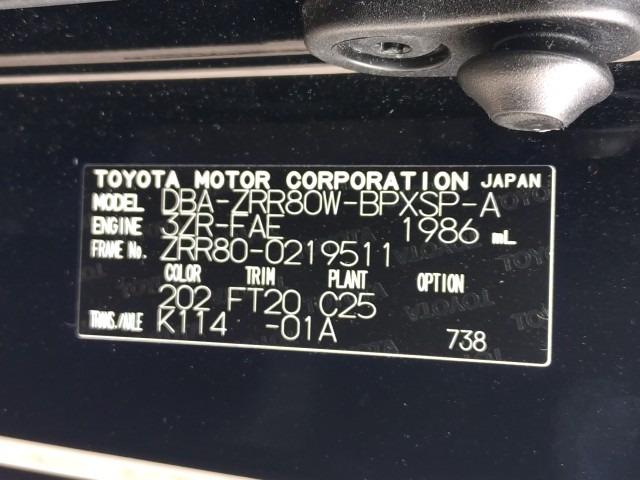 TOYOTA MOTOR CORPORATION JAPAN
MODEL DBA-ZRR80W-BPXSP-A
ENGINE 3ZR-FAE 1986 mL
FRAME No. ZRR80-0219511
COLOR TRIM PLANT OPTION
202 FT20 C25
TRANS./AXLE K114 -01A 738